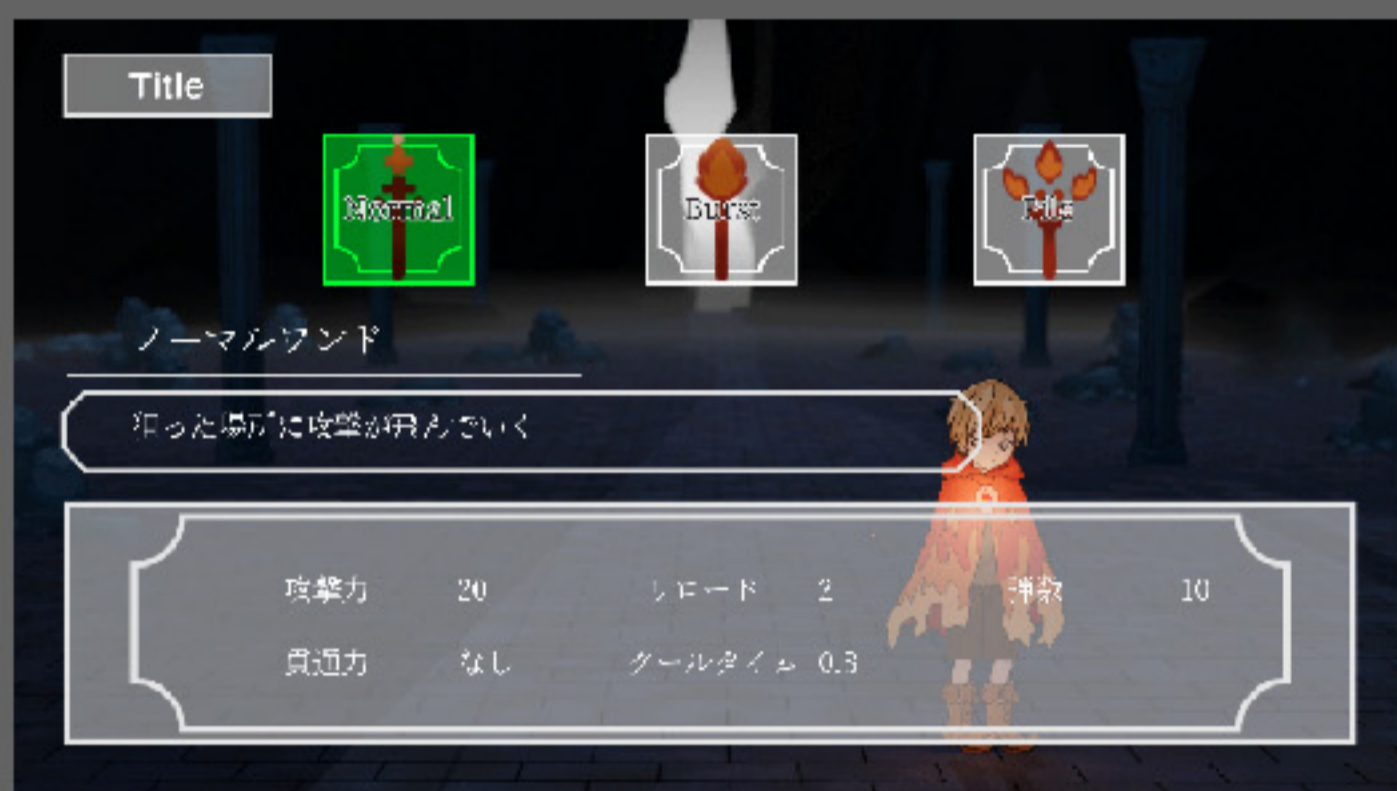 Title
Normal Burst Pile
ノーマルワンド
狙った場所に攻撃が飛んでいく
攻撃力 20 リロード 2 弾数 10
貫通力 なし クールタイム 0.3